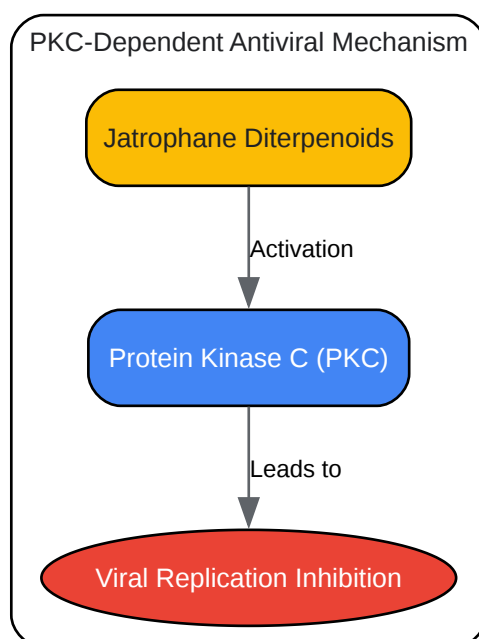 PKC-Dependent Antiviral Mechanism
Jatrophane Diterpenoids
Activation
Protein Kinase C (PKC)
Leads to
Viral Replication Inhibition